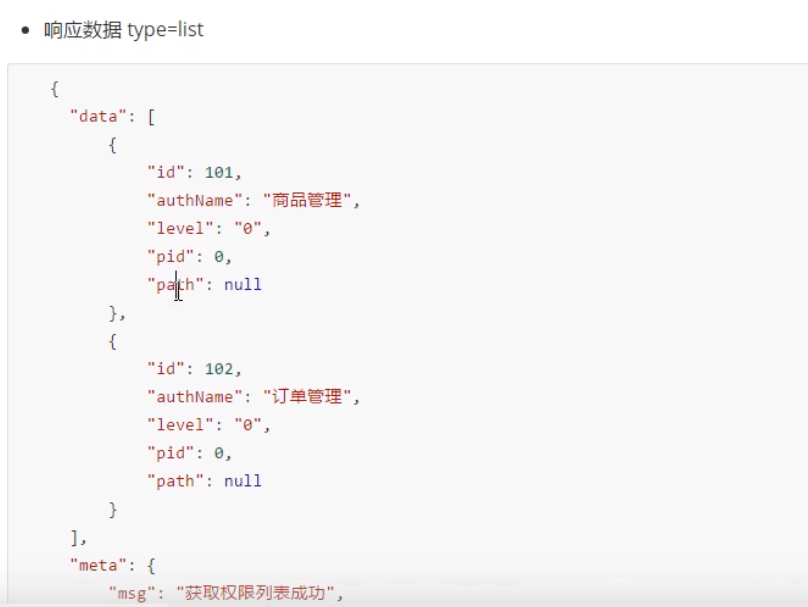 响应数据 type=list
{
"data": [
{
"id": 101,
"authName": "商品管理",
"level": "0",
"pid": 0,
"path": null
},
{
"id": 102,
"authName": "订单管理",
"level": "0",
"pid": 0,
"path": null
}
],
"meta": {
"msg": "获取权限列表成功",